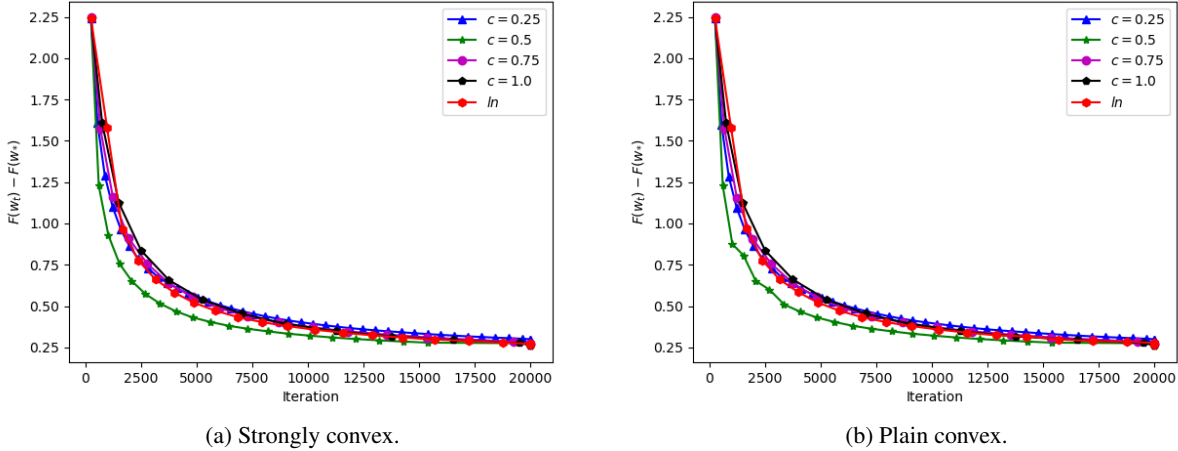 2.25
2.00
1.75
1.50
1.25
1.00
0.75
0.50
0.25
F(w_t) − F(w_*)
0 2500 5000 7500 10000 12500 15000 17500 20000
Iteration
c = 0.25
c = 0.5
c = 0.75
c = 1.0
ln
(a) Strongly convex.
2.25
2.00
1.75
1.50
1.25
1.00
0.75
0.50
0.25
F(w_t) − F(w_*)
0 2500 5000 7500 10000 12500 15000 17500 20000
Iteration
c = 0.25
c = 0.5
c = 0.75
c = 1.0
ln
(b) Plain convex.